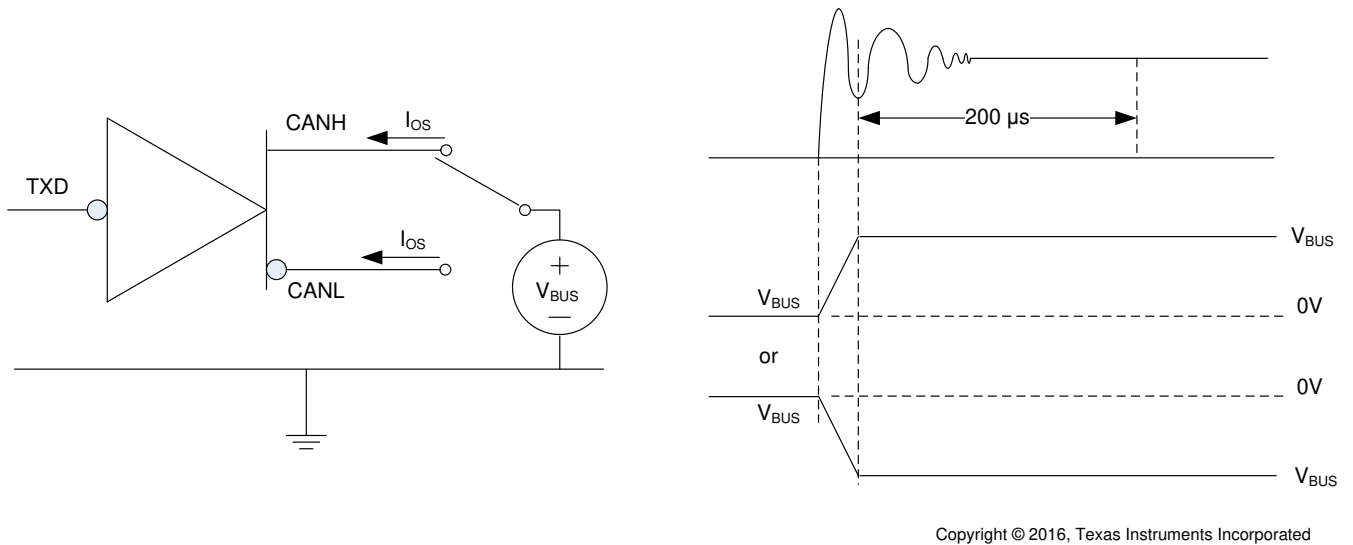 TXD
CANH
I_OS
I_OS
CANL
+
V_BUS
—
200 µs
V_BUS
V_BUS
0V
or
0V
V_BUS
V_BUS
Copyright © 2016, Texas Instruments Incorporated